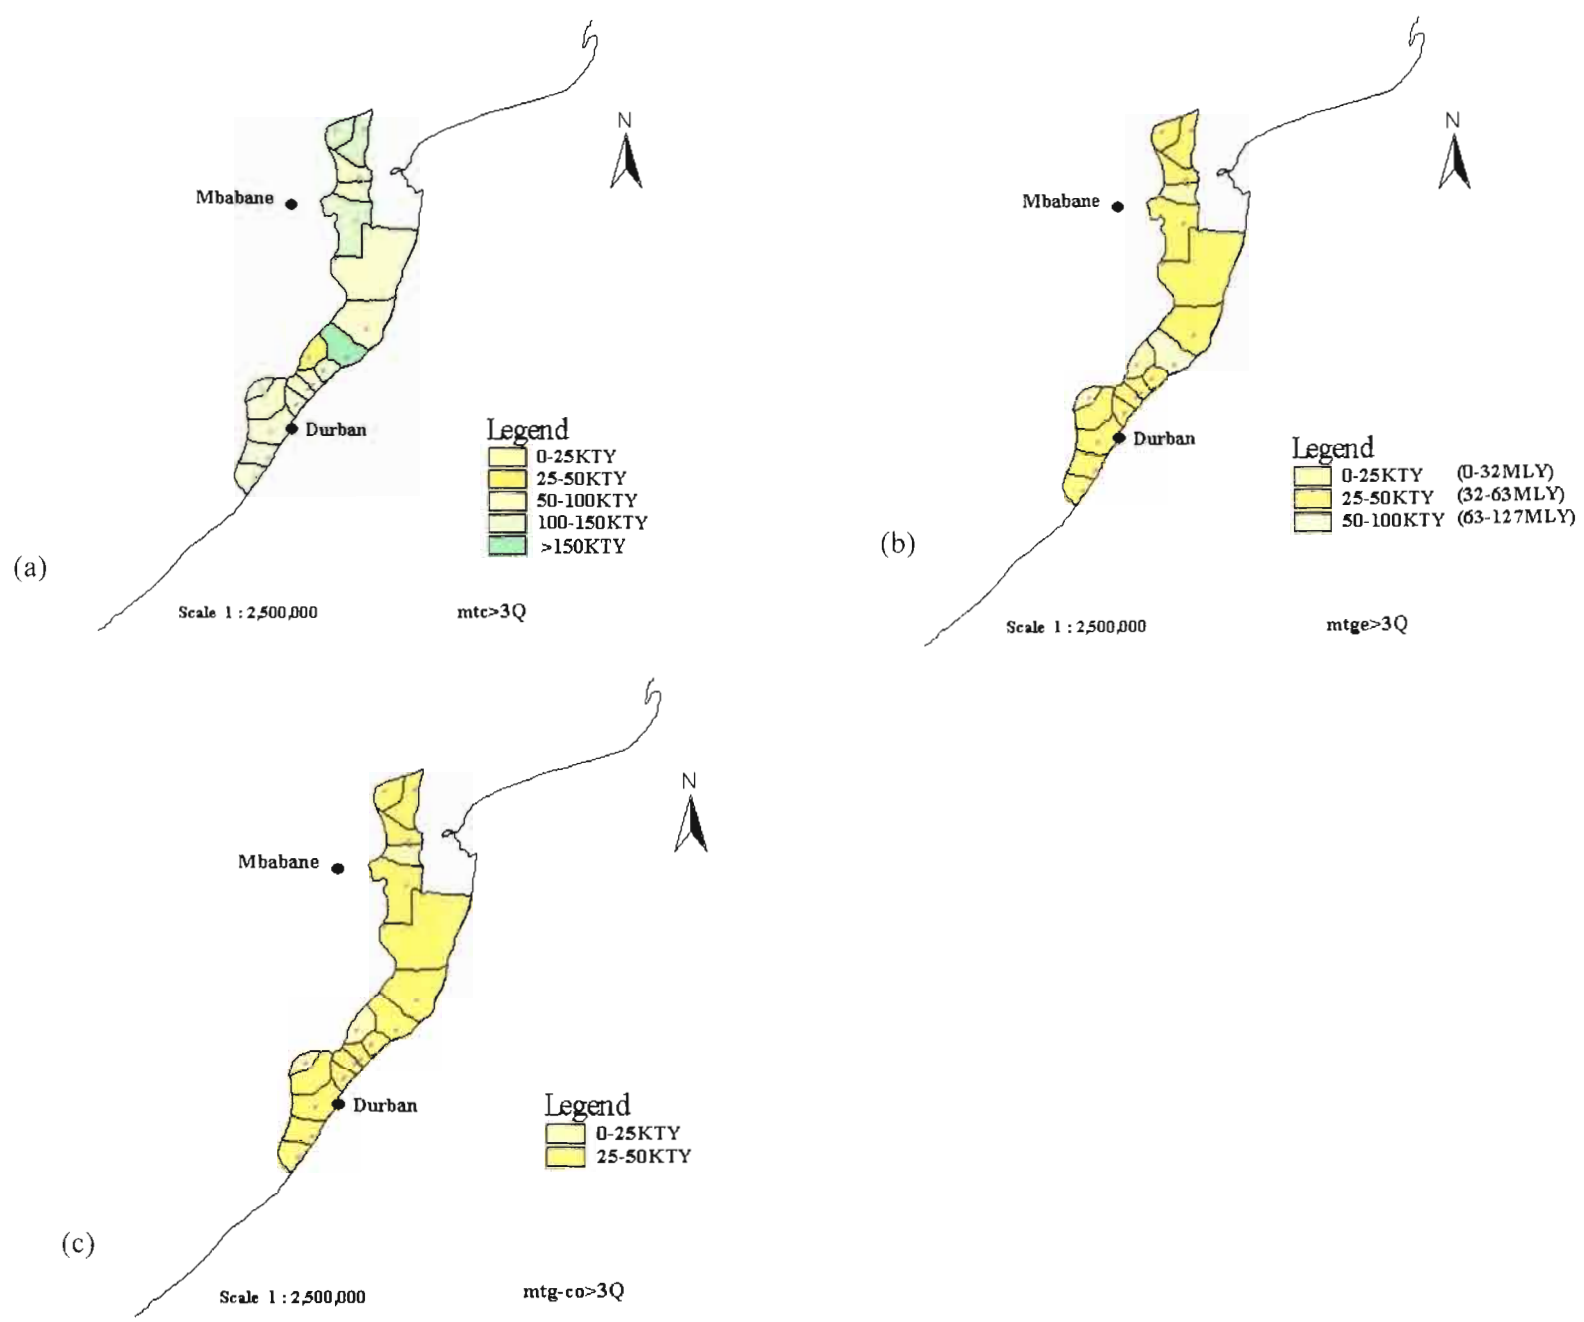 N
Mbabane
Durban
Legend
0-25KTY
25-50KTY
50-100KTY
100-150KTY
>150KTY
(a)
Scale 1 : 2,500,000
mtc>3Q
N
Mbabane
Durban
Legend
0-25KTY (0-32MLY)
25-50KTY (32-63MLY)
50-100KTY (63-127MLY)
(b)
Scale 1 : 2,500,000
mtge>3Q
N
Mbabane
Durban
Legend
0-25KTY
25-50KTY
(c)
Scale 1 : 2,500,000
mtg-co>3Q